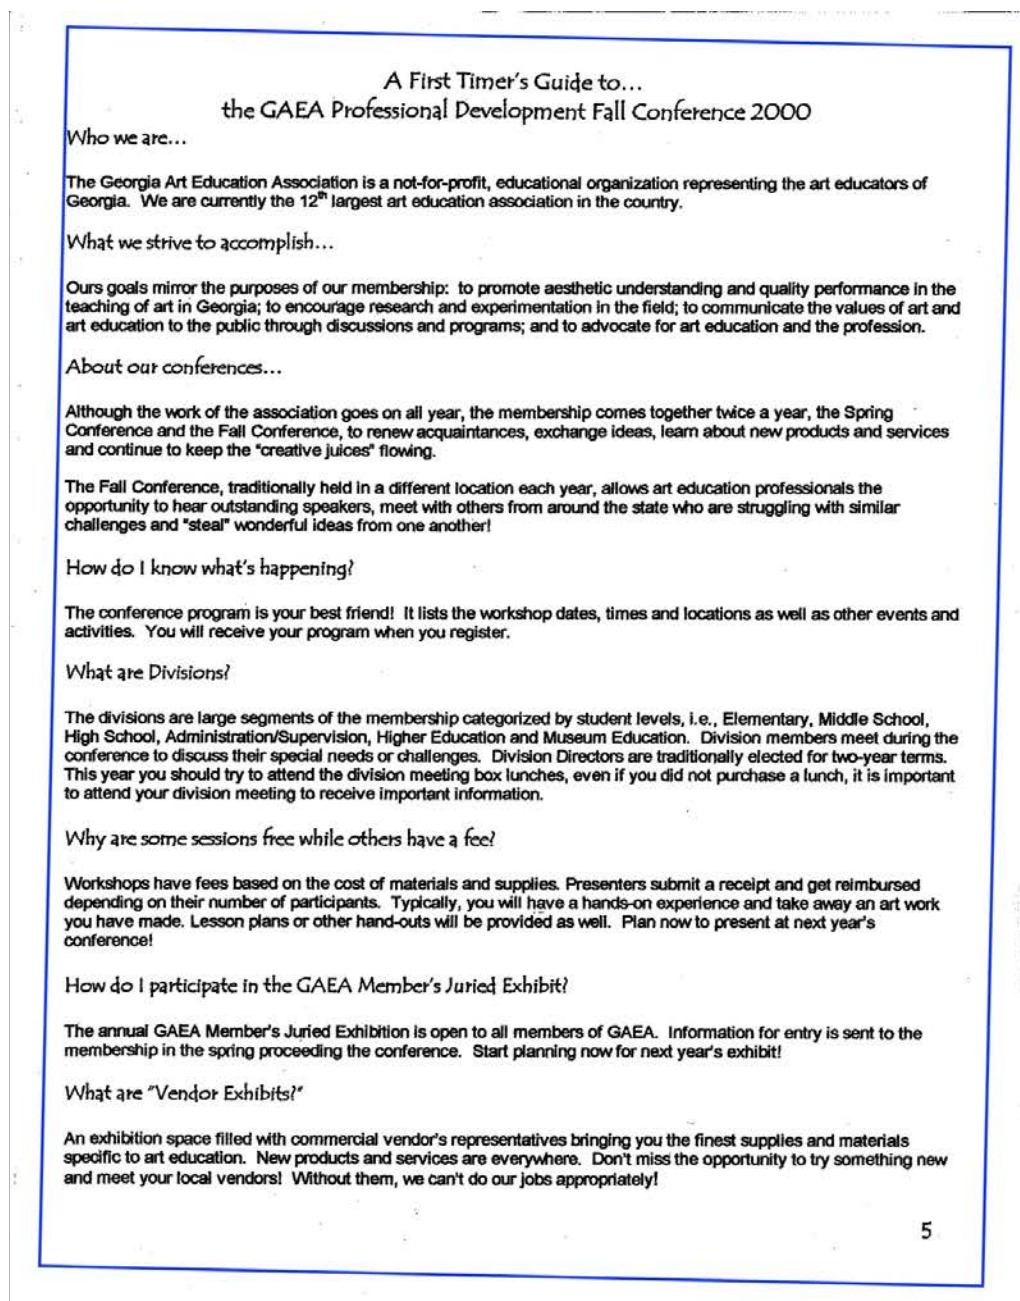 A First Timer's Guide to...
the GAEA Professional Development Fall Conference 2000
Who we are...
The Georgia Art Education Association is a not-for-profit, educational organization representing the art educators of
Georgia. We are currently the 12th largest art education association in the country.
What we strive to accomplish...
Ours goals mirror the purposes of our membership: to promote aesthetic understanding and quality performance in the
teaching of art in Georgia; to encourage research and experimentation in the field; to communicate the values of art and
art education to the public through discussions and programs; and to advocate for art education and the profession.
About our conferences...
Although the work of the association goes on all year, the membership comes together twice a year, the Spring
Conference and the Fall Conference, to renew acquaintances, exchange ideas, learn about new products and services
and continue to keep the "creative juices" flowing.
The Fall Conference, traditionally held in a different location each year, allows art education professionals the
opportunity to hear outstanding speakers, meet with others from around the state who are struggling with similar
challenges and "steal" wonderful ideas from one another!
How do I know what's happening?
The conference program is your best friend! It lists the workshop dates, times and locations as well as other events and
activities. You will receive your program when you register.
What are Divisions?
The divisions are large segments of the membership categorized by student levels, i.e., Elementary, Middle School,
High School, Administration/Supervision, Higher Education and Museum Education. Division members meet during the
conference to discuss their special needs or challenges. Division Directors are traditionally elected for two-year terms.
This year you should try to attend the division meeting box lunches, even if you did not purchase a lunch, it is important
to attend your division meeting to receive important information.
Why are some sessions free while others have a fee?
Workshops have fees based on the cost of materials and supplies. Presenters submit a receipt and get reimbursed
depending on their number of participants. Typically, you will have a hands-on experience and take away an art work
you have made. Lesson plans or other hand-outs will be provided as well. Plan now to present at next year's
conference!
How do I participate in the GAEA Member's Juried Exhibit?
The annual GAEA Member's Juried Exhibition is open to all members of GAEA. Information for entry is sent to the
membership in the spring proceeding the conference. Start planning now for next year's exhibit!
What are "Vendor Exhibits?"
An exhibition space filled with commercial vendor's representatives bringing you the finest supplies and materials
specific to art education. New products and services are everywhere. Don't miss the opportunity to try something new
and meet your local vendors! Without them, we can't do our jobs appropriately!
5